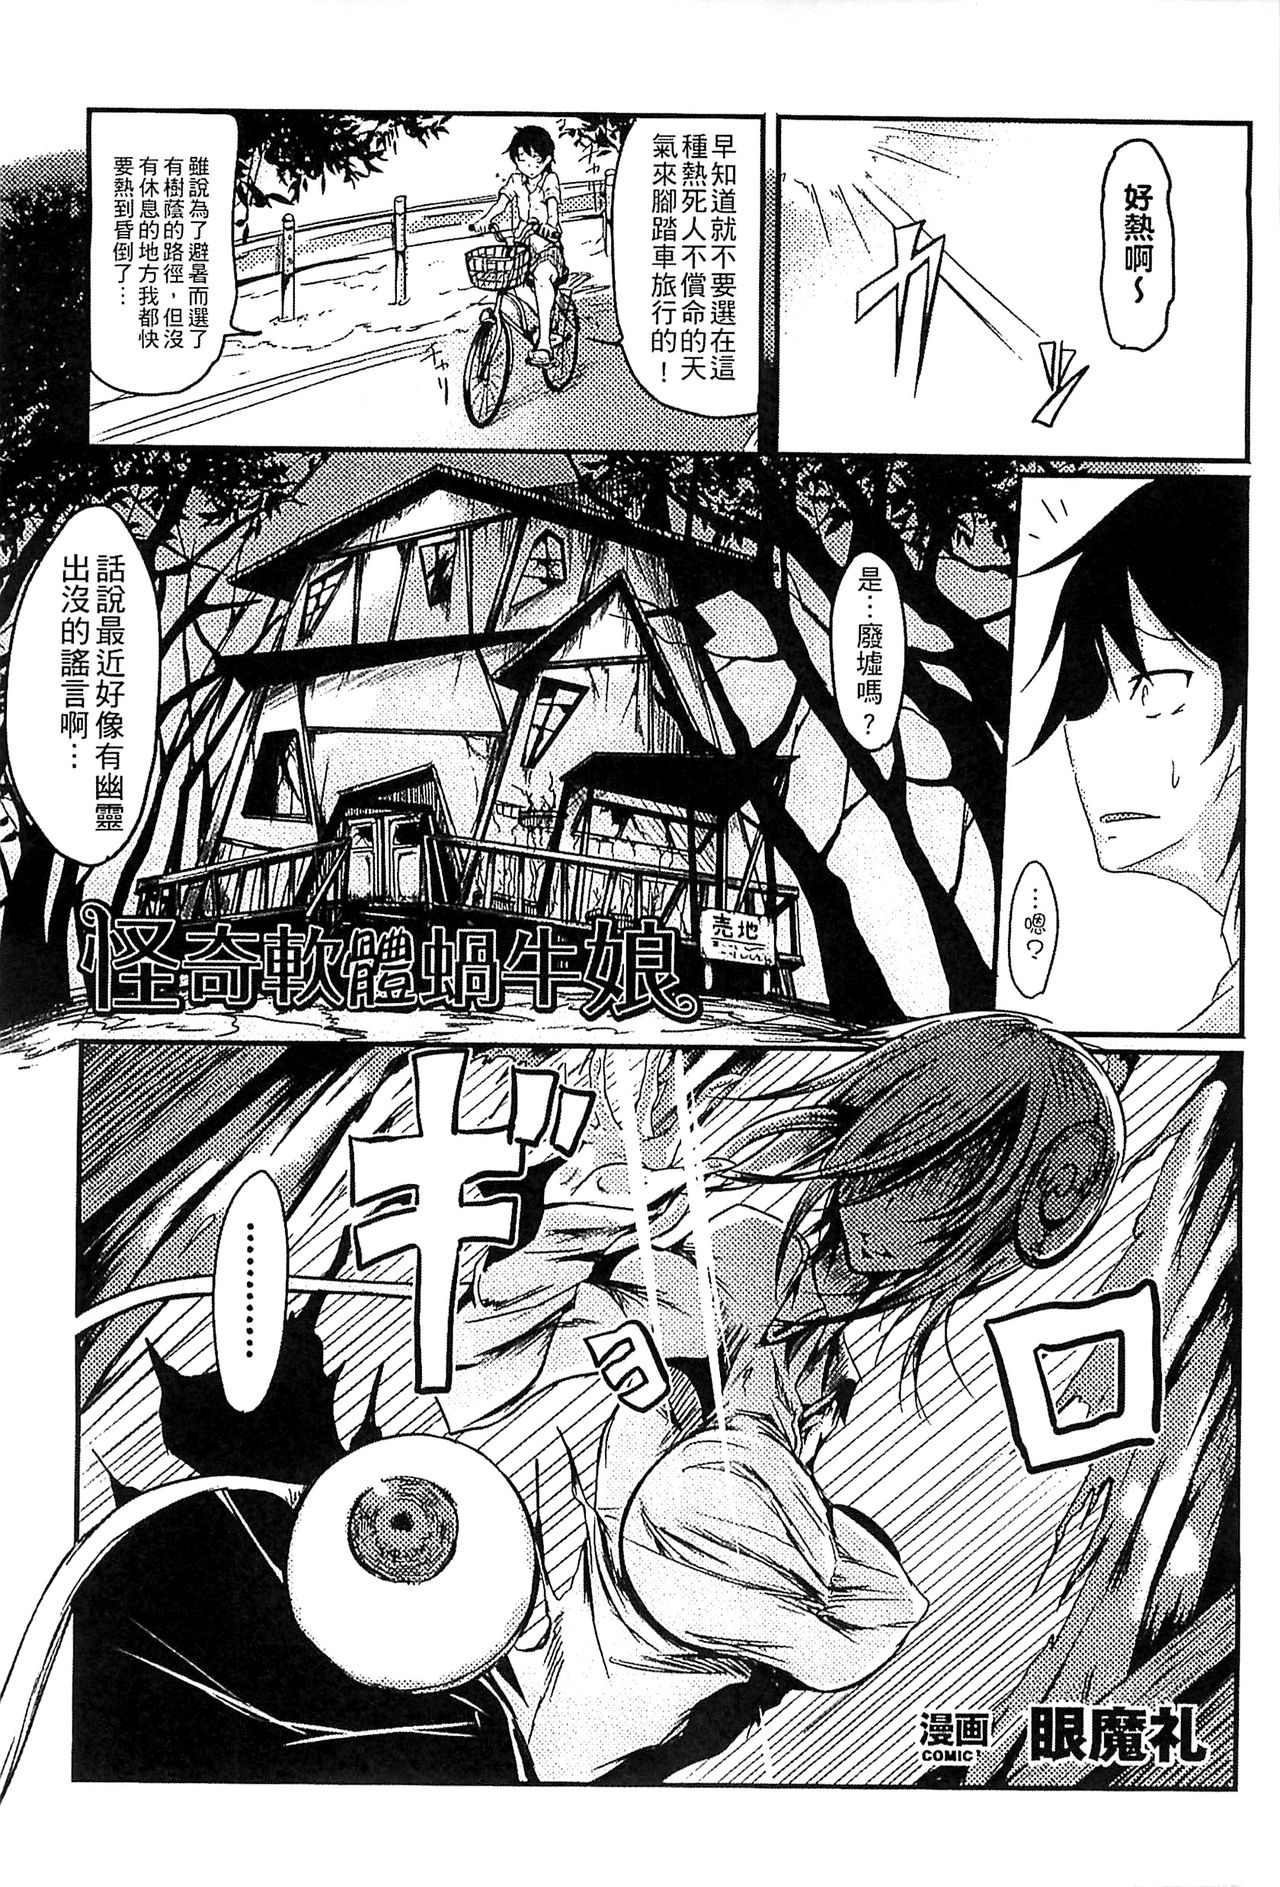 好熱啊～
ガッ
早知道就不要選在這
種熱死人不償命的天
氣來腳踏車旅行的！
雖說為了避暑而選了
有樹蔭的路徑，但沒
有休息的地方我都快
要熱到昏倒了…
…嗯？
是…廢墟嗎？
話說最近好像有幽靈
出沒的謠言啊…
売地
怪奇軟體蝸牛娘
ギ
ロ
………
漫画
COMIC!
眼魔礼